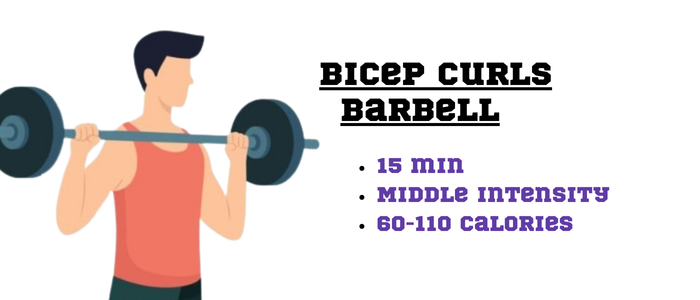 BICEP CURLS
BARBELL
15 MIN
MIDDLE INTENSITY
60-110 CALORIES